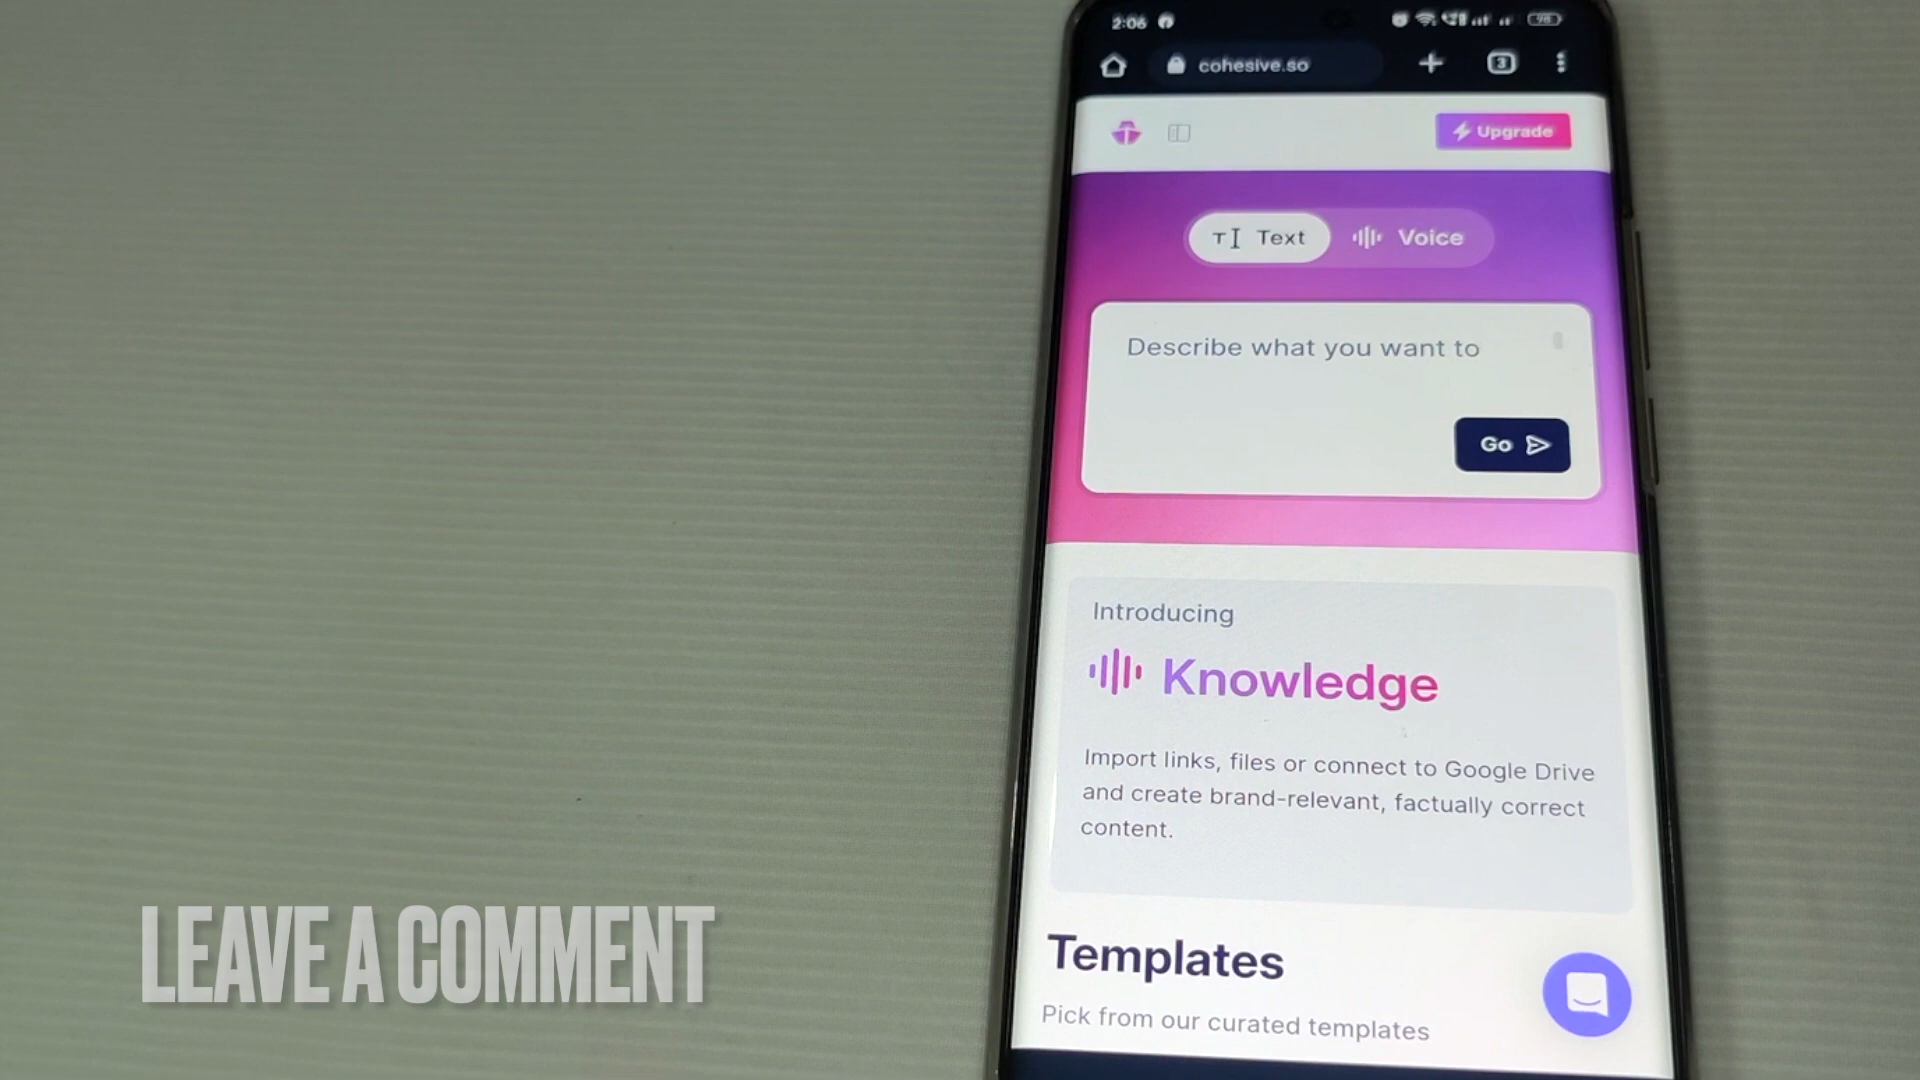 2:06
98
cohesive.so
3
Upgrade
Text
Voice
Describe what you want to
Go
Introducing
Knowledge
Import links, files or connect to Google Drive
and create brand-relevant, factually correct
content.
Templates
Pick from our curated templates
LEAVE A COMMENT